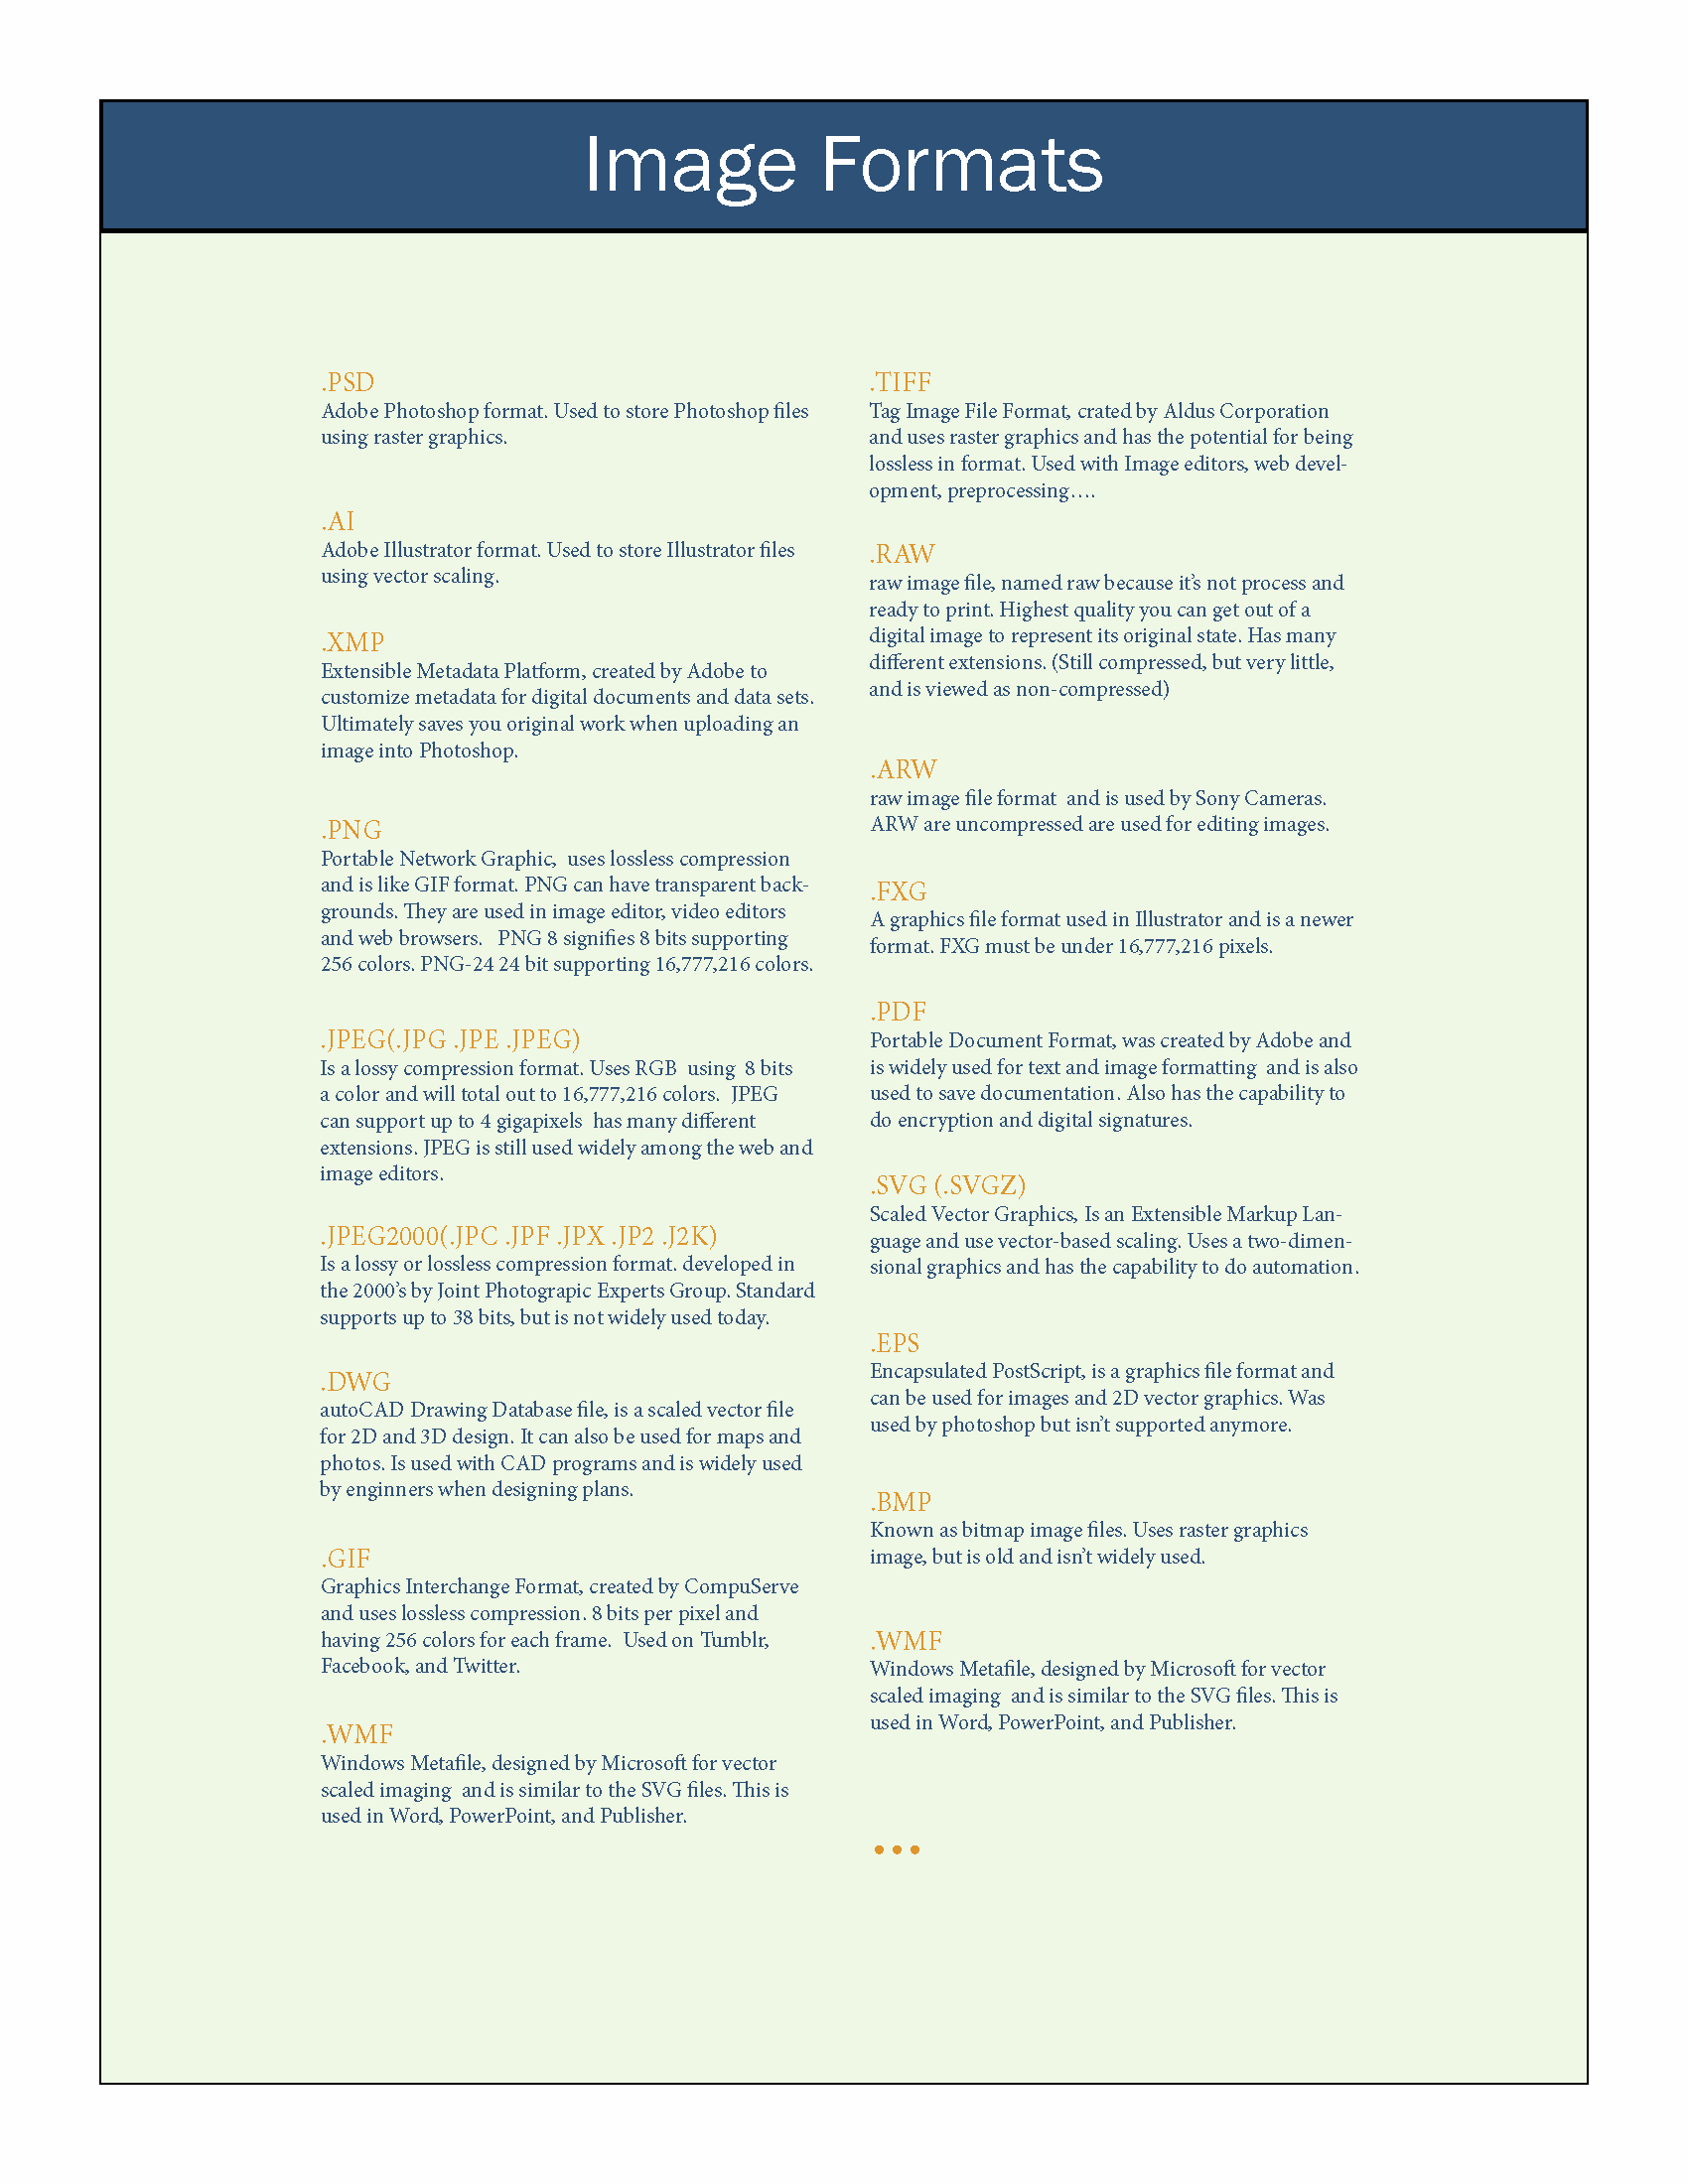 Image Formats
.PSD
Adobe Photoshop format. Used to store Photoshop files
using raster graphics.
.AI
Adobe Illustrator format. Used to store Illustrator files
using vector scaling.
.XMP
Extensible Metadata Platform, created by Adobe to
customize metadata for digital documents and data sets.
Ultimately saves you original work when uploading an
image into Photoshop.
.PNG
Portable Network Graphic,  uses lossless compression
and is like GIF format. PNG can have transparent back-
grounds. They are used in image editor, video editors
and web browsers.   PNG 8 signifies 8 bits supporting
256 colors. PNG-24 24 bit supporting 16,777,216 colors.
.JPEG(.JPG .JPE .JPEG)
Is a lossy compression format. Uses RGB  using  8 bits
a color and will total out to 16,777,216 colors.  JPEG
can support up to 4 gigapixels  has many different
extensions. JPEG is still used widely among the web and
image editors.
.JPEG2000(.JPC .JPF .JPX .JP2 .J2K)
Is a lossy or lossless compression format. developed in
the 2000’s by Joint Photograpic Experts Group. Standard
supports up to 38 bits, but is not widely used today.
.DWG
autoCAD Drawing Database file, is a scaled vector file
for 2D and 3D design. It can also be used for maps and
photos. Is used with CAD programs and is widely used
by enginners when designing plans.
.GIF
Graphics Interchange Format, created by CompuServe
and uses lossless compression. 8 bits per pixel and
having 256 colors for each frame.  Used on Tumblr,
Facebook, and Twitter.
.WMF
Windows Metafile, designed by Microsoft for vector
scaled imaging  and is similar to the SVG files. This is
used in Word, PowerPoint, and Publisher.
.TIFF
Tag Image File Format, crated by Aldus Corporation
and uses raster graphics and has the potential for being
lossless in format. Used with Image editors, web devel-
opment, preprocessing….
.RAW
raw image file, named raw because it’s not process and
ready to print. Highest quality you can get out of a
digital image to represent its original state. Has many
different extensions. (Still compressed, but very little,
and is viewed as non-compressed)
.ARW
raw image file format  and is used by Sony Cameras.
ARW are uncompressed are used for editing images.
.FXG
A graphics file format used in Illustrator and is a newer
format. FXG must be under 16,777,216 pixels.
.PDF
Portable Document Format, was created by Adobe and
is widely used for text and image formatting  and is also
used to save documentation. Also has the capability to
do encryption and digital signatures.
.SVG (.SVGZ)
Scaled Vector Graphics, Is an Extensible Markup Lan-
guage and use vector-based scaling. Uses a two-dimen-
sional graphics and has the capability to do automation.
.EPS
Encapsulated PostScript, is a graphics file format and
can be used for images and 2D vector graphics. Was
used by photoshop but isn’t supported anymore.
.BMP
Known as bitmap image files. Uses raster graphics
image, but is old and isn’t widely used.
.WMF
Windows Metafile, designed by Microsoft for vector
scaled imaging  and is similar to the SVG files. This is
used in Word, PowerPoint, and Publisher.
...